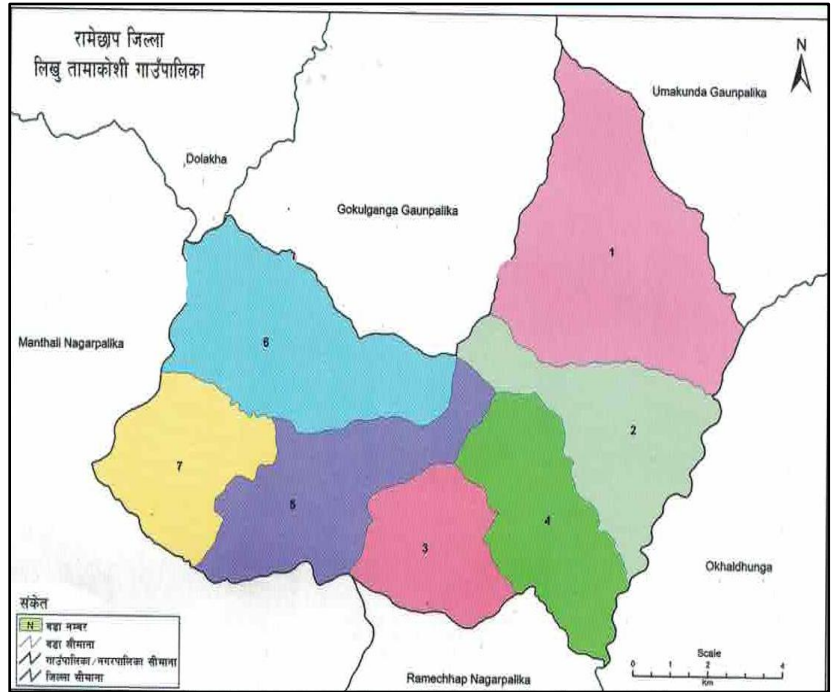 रामेछाप जिल्ला
लिखु तामाकोशी गाउँपालिका
N
Umakunda Gaunpalika
Dolakha
Gokulganga Gaunpalika
1
Manthali Nagarpalika
6
2
7
5
4
3
Okhaldhunga
संकेत
N वडा नम्बर
वडा सीमाना
गाउँपालिका/नगरपालिका सीमाना
जिल्ला सीमाना
Ramechhap Nagarpalika
Scale
0 1 2 4
Km